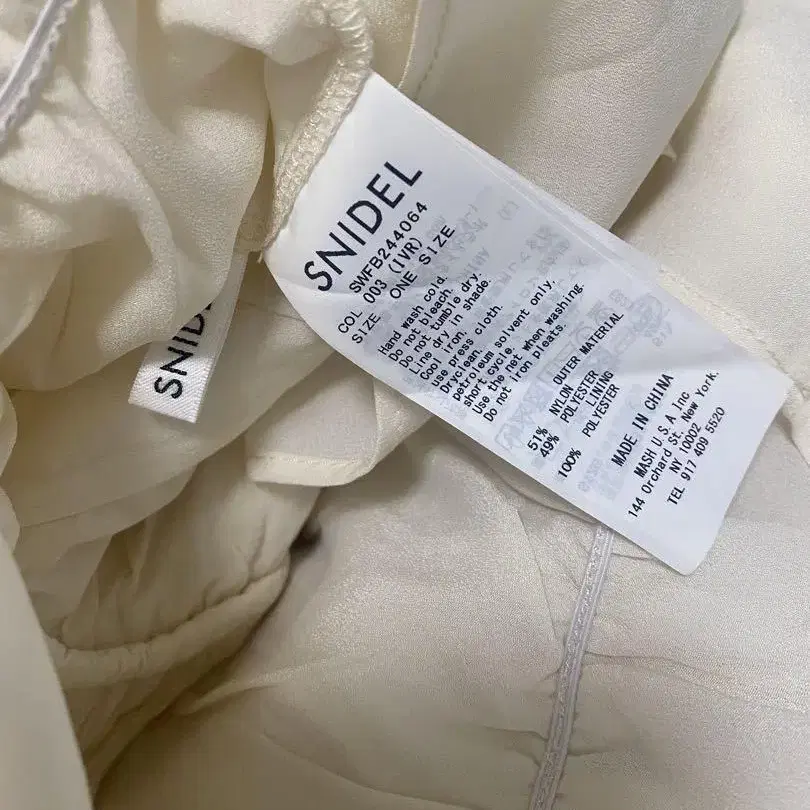 SNIDEL
SWFB244064
COL 003 (IVR)
SIZE ONE SIZE
Hand wash cold.
Do not bleach.
Do not tumble dry.
Line dry in shade.
Cool iron.
use press cloth.
Dryclean.
petroleum solvent only,
short cycle.
Use the net when washing.
Do not iron pleats.
OUTER MATERIAL
51% NYLON
49% POLYESTER
LINING
100% POLYESTER
MADE IN CHINA
MASH U.S.A Inc
144 Orchard St. New York.
NY 10002
TEL 917 409 5520
SNID